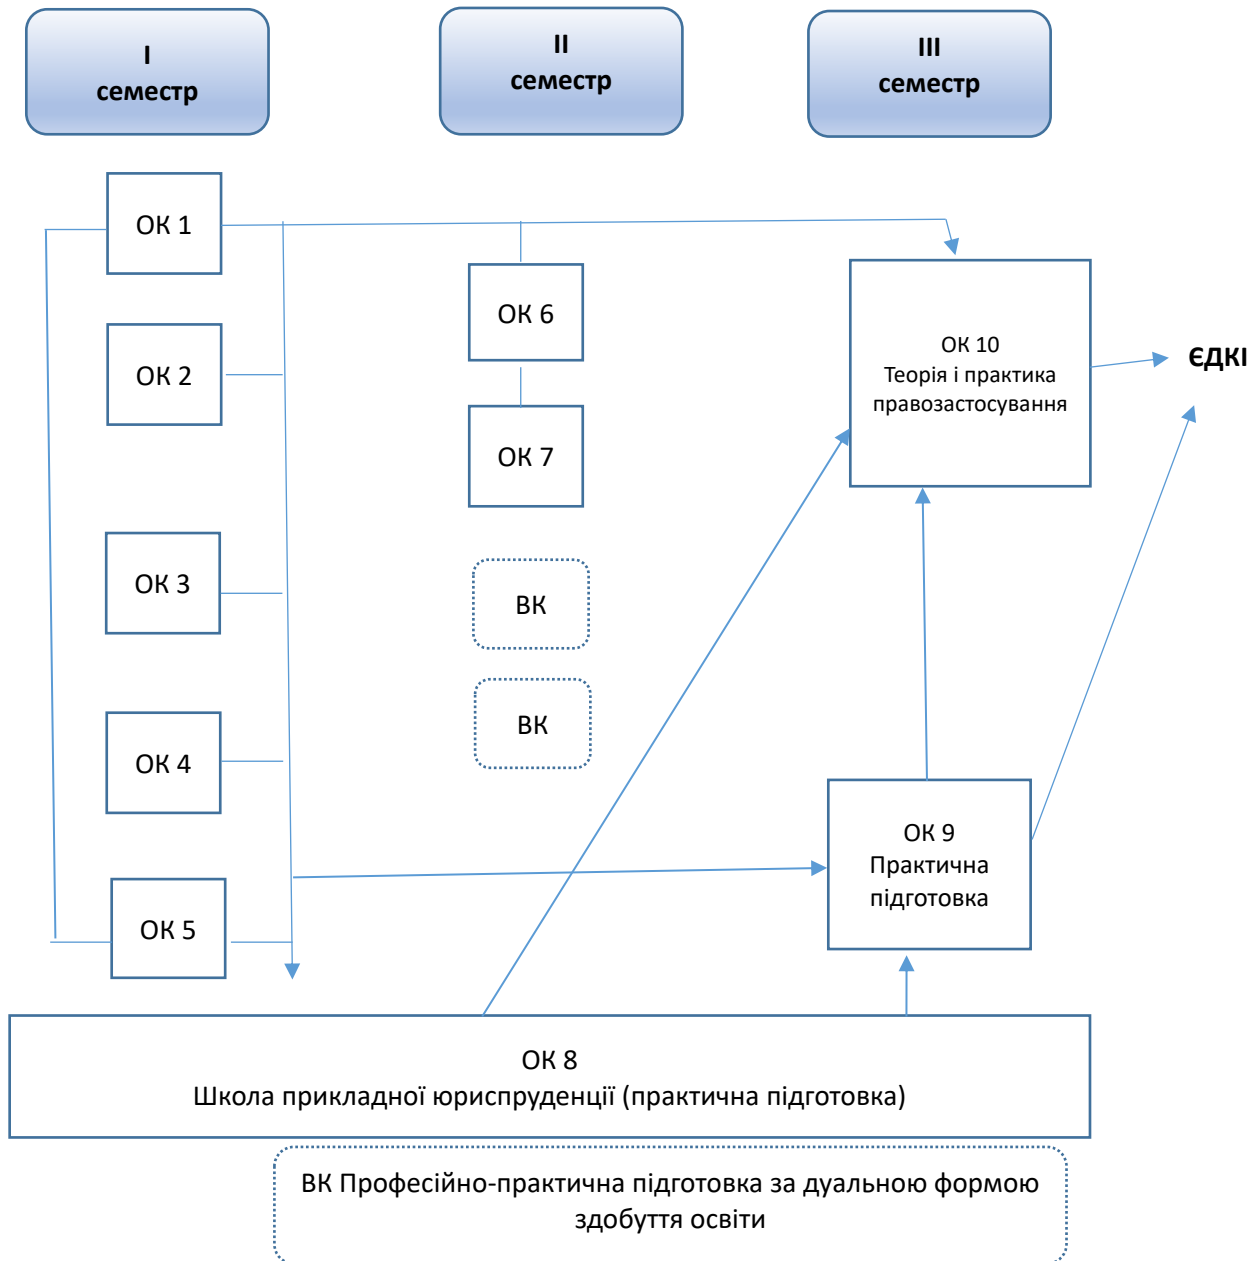 I
семестр
II
семестр
III
семестр
ОК 1
ОК 2
ОК 3
ОК 4
ОК 5
ОК 6
ОК 7
ВК
ВК
ОК 10
Теорія і практика
правозастосування
ЄДКІ
ОК 9
Практична
підготовка
ОК 8
Школа прикладної юриспруденції (практична підготовка)
ВК Професійно-практична підготовка за дуальною формою
здобуття освіти